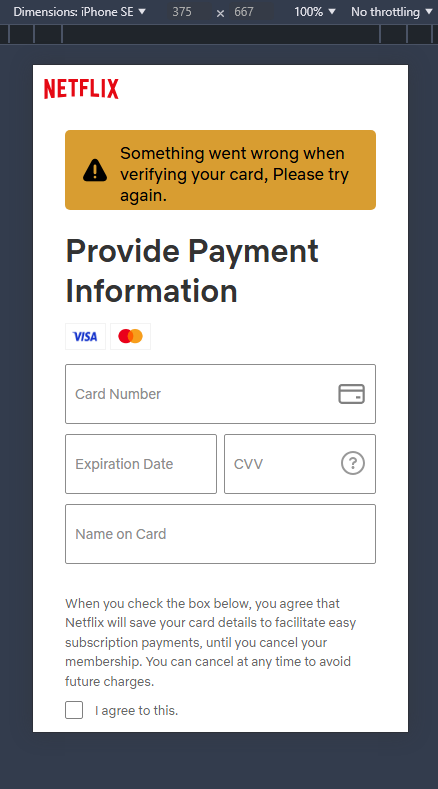 Dimensions: iPhone SE 375 × 667 100% No throttling
NETFLIX
Something went wrong when
verifying your card, Please try
again.
Provide Payment
Information
VISA
Card Number
Expiration Date CVV ?
Name on Card
When you check the box below, you agree that
Netflix will save your card details to facilitate easy
subscription payments, until you cancel your
membership. You can cancel at any time to avoid
future charges.
I agree to this.